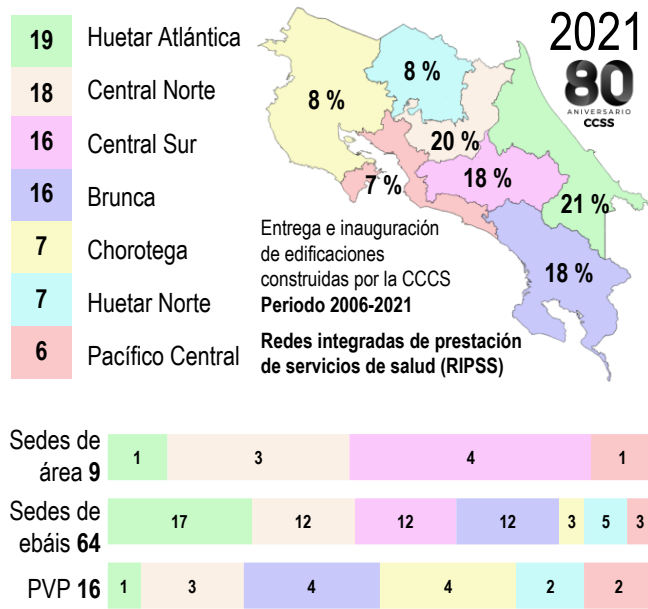 19 Huetar Atlántica
18 Central Norte
16 Central Sur
16 Brunca
7 Chorotega
7 Huetar Norte
6 Pacífico Central
2021
80
ANIVERSARIO
CCSS
8 %
8 %
20 %
18 %
7 %
21 %
18 %
Entrega e inauguración
de edificaciones
construidas por la CCCS
Periodo 2006-2021
Redes integradas de prestación
de servicios de salud (RIPSS)
Sedes de
área 9
1 3 4 1
Sedes de
ebáis 64
17 12 12 12 3 5 3
PVP 16
1 3 4 4 2 2